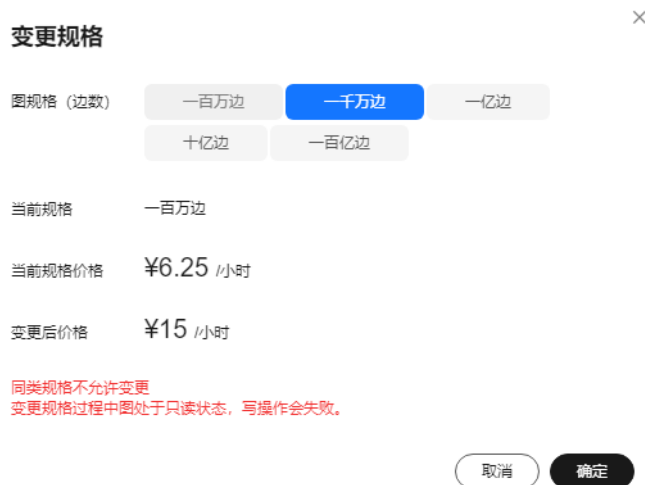 变更规格
图规格（边数） 一百万边 一千万边 一亿边
十亿边 一百亿边
当前规格 一百万边
当前规格价格 ¥6.25 /小时
变更后价格 ¥15 /小时
同类规格不允许变更
变更规格过程中图处于只读状态，写操作会失败。
取消 确定